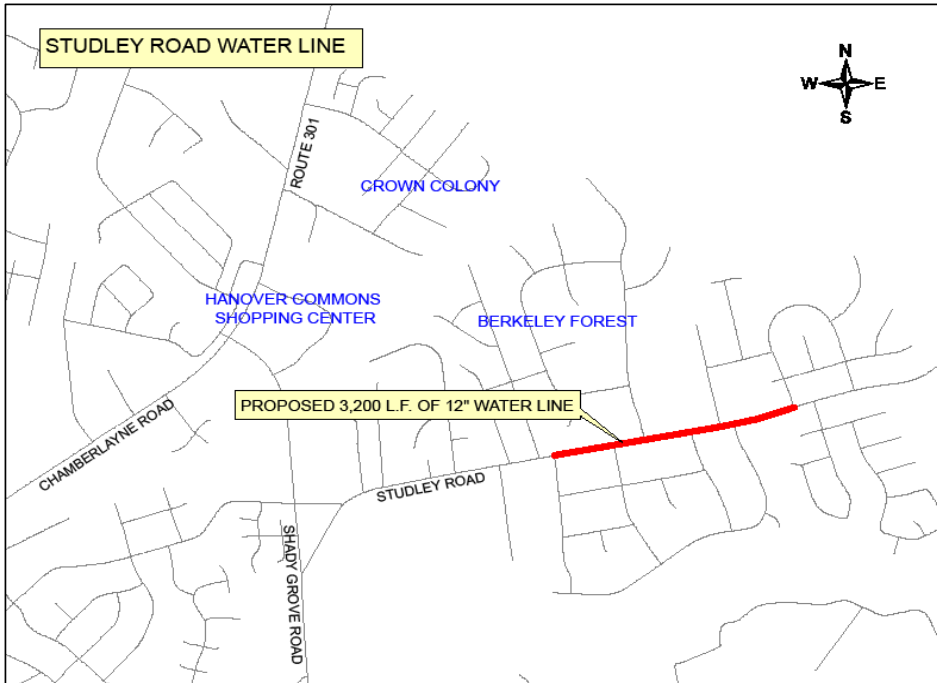 STUDLEY ROAD WATER LINE
N
W E
S
ROUTE 301
CROWN COLONY
HANOVER COMMONS
SHOPPING CENTER
BERKELEY FOREST
PROPOSED 3,200 L.F. OF 12" WATER LINE
CHAMBERLAYNE ROAD
STUDLEY ROAD
SHADY GROVE ROAD